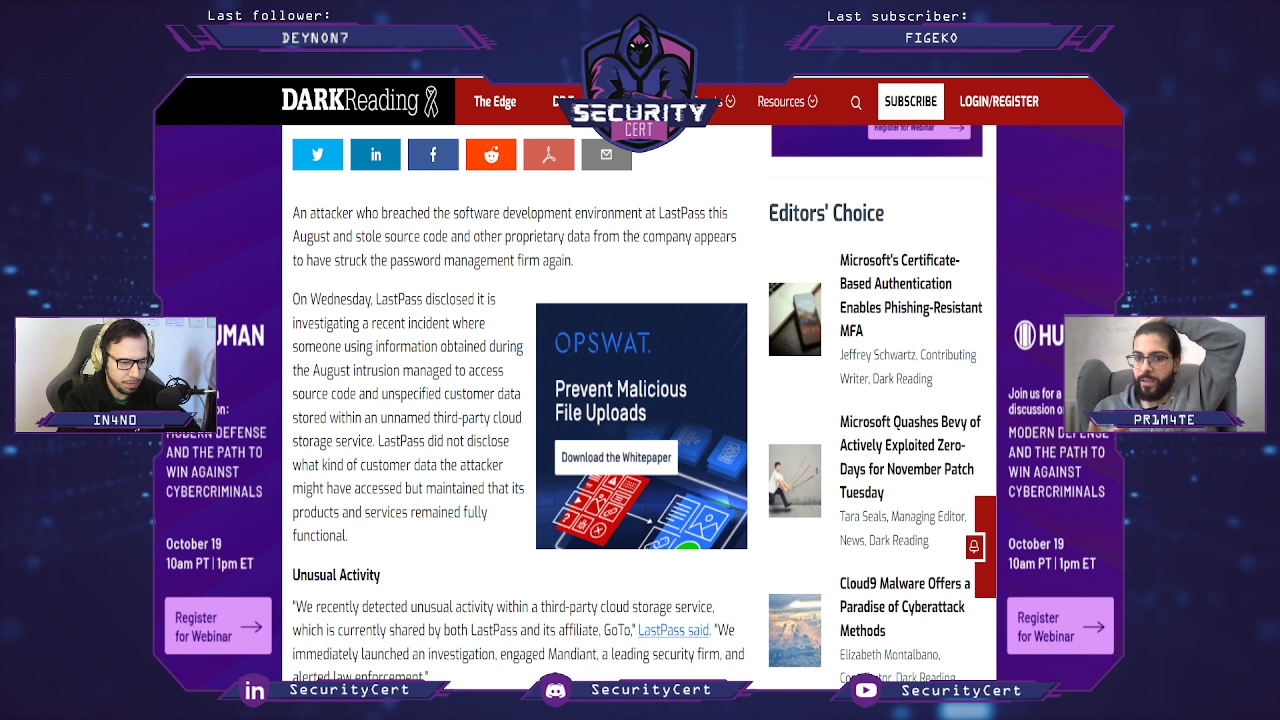 Last follower:
DEYNON7
Last subscriber:
FIGEKO
DARKReading
The Edge
Resources
SUBSCRIBE
LOGIN/REGISTER
SECURITY
CERT
Register for Webinar
An attacker who breached the software development environment at LastPass this
August and stole source code and other proprietary data from the company appears
to have struck the password management firm again.
On Wednesday, LastPass disclosed it is
investigating a recent incident where
someone using information obtained during
the August intrusion managed to access
source code and unspecified customer data
stored within an unnamed third-party cloud
storage service. LastPass did not disclose
what kind of customer data the attacker
might have accessed but maintained that its
products and services remained fully
functional.
OPSWAT.
Prevent Malicious
File Uploads
Download the Whitepaper
Unusual Activity
"We recently detected unusual activity within a third-party cloud storage service,
which is currently shared by both LastPass and its affiliate, GoTo," LastPass said. "We
immediately launched an investigation, engaged Mandiant, a leading security firm, and
alerted law enforcement."
Editors' Choice
Microsoft's Certificate-
Based Authentication
Enables Phishing-Resistant
MFA
Jeffrey Schwartz, Contributing
Writer, Dark Reading
Microsoft Quashes Bevy of
Actively Exploited Zero-
Days for November Patch
Tuesday
Tara Seals, Managing Editor,
News, Dark Reading
Cloud9 Malware Offers a
Paradise of Cyberattack
Methods
Elizabeth Montalbano,
Dark Reading
UMAN
IN4N0
MODERN DEFENSE
AND THE PATH TO
WIN AGAINST
CYBERCRIMINALS
October 19
10am PT | 1pm ET
Register
for Webinar
HU
PR1M4TE
Join us for a
MODERN DEFENSE
AND THE PATH TO
WIN AGAINST
CYBERCRIMINALS
October 19
10am PT | 1pm ET
Register
for Webinar
in SecurityCert
SecurityCert
SecurityCert